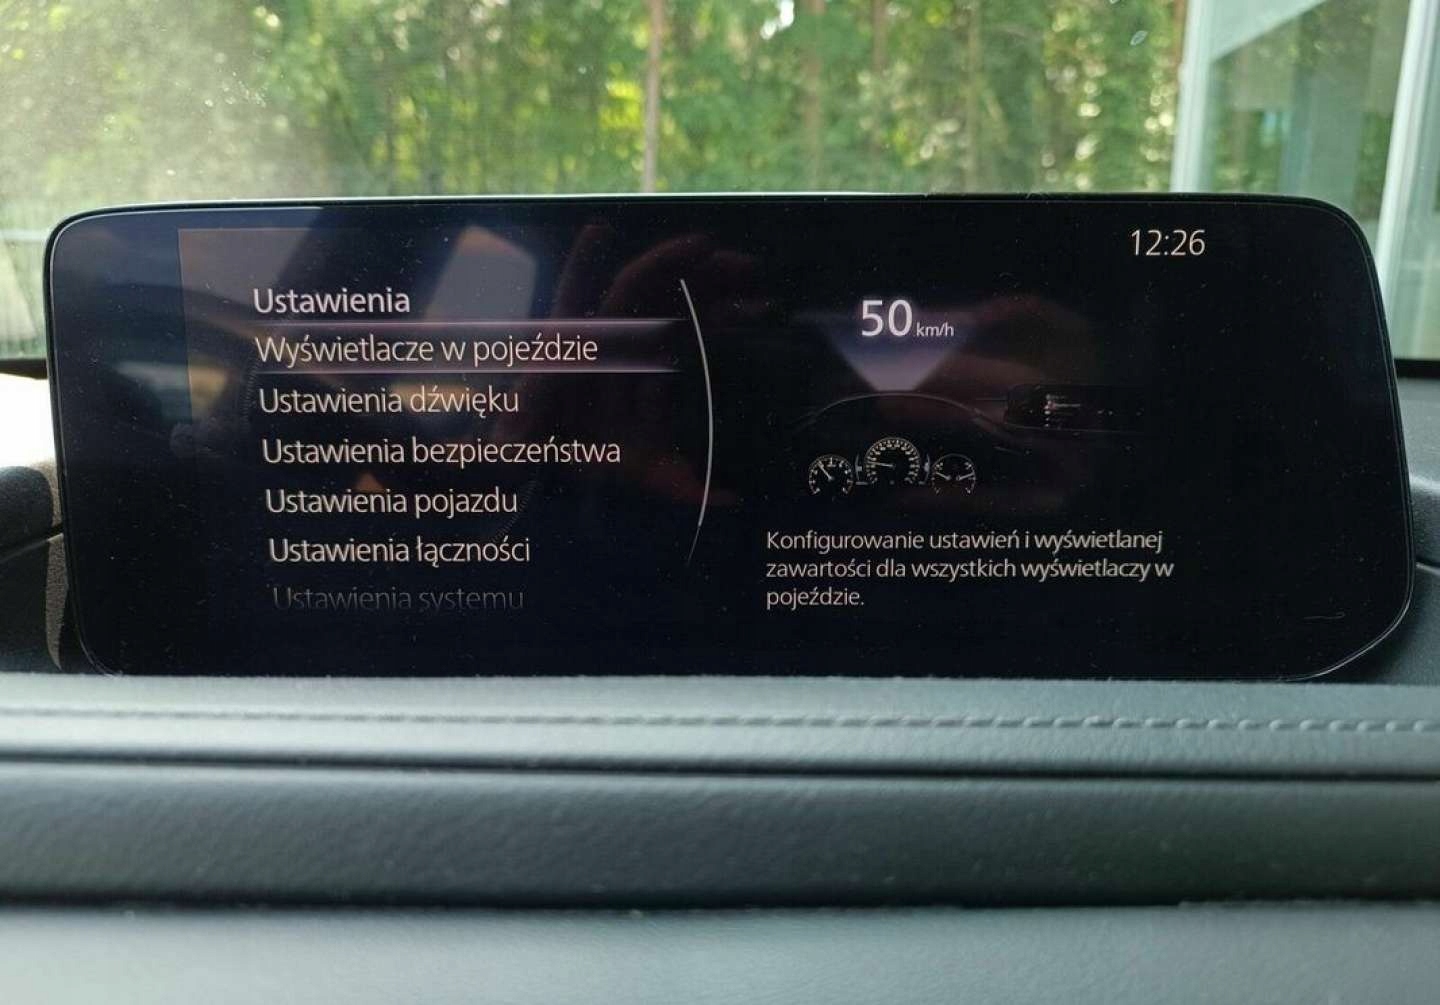 12:26
Ustawienia
Wyświetlacze w pojeździe
Ustawienia dźwięku
Ustawienia bezpieczeństwa
Ustawienia pojazdu
Ustawienia łączności
Ustawienia systemu
50 km/h
Konfigurowanie ustawień i wyświetlanej
zawartości dla wszystkich wyświetlaczy w
pojeździe.